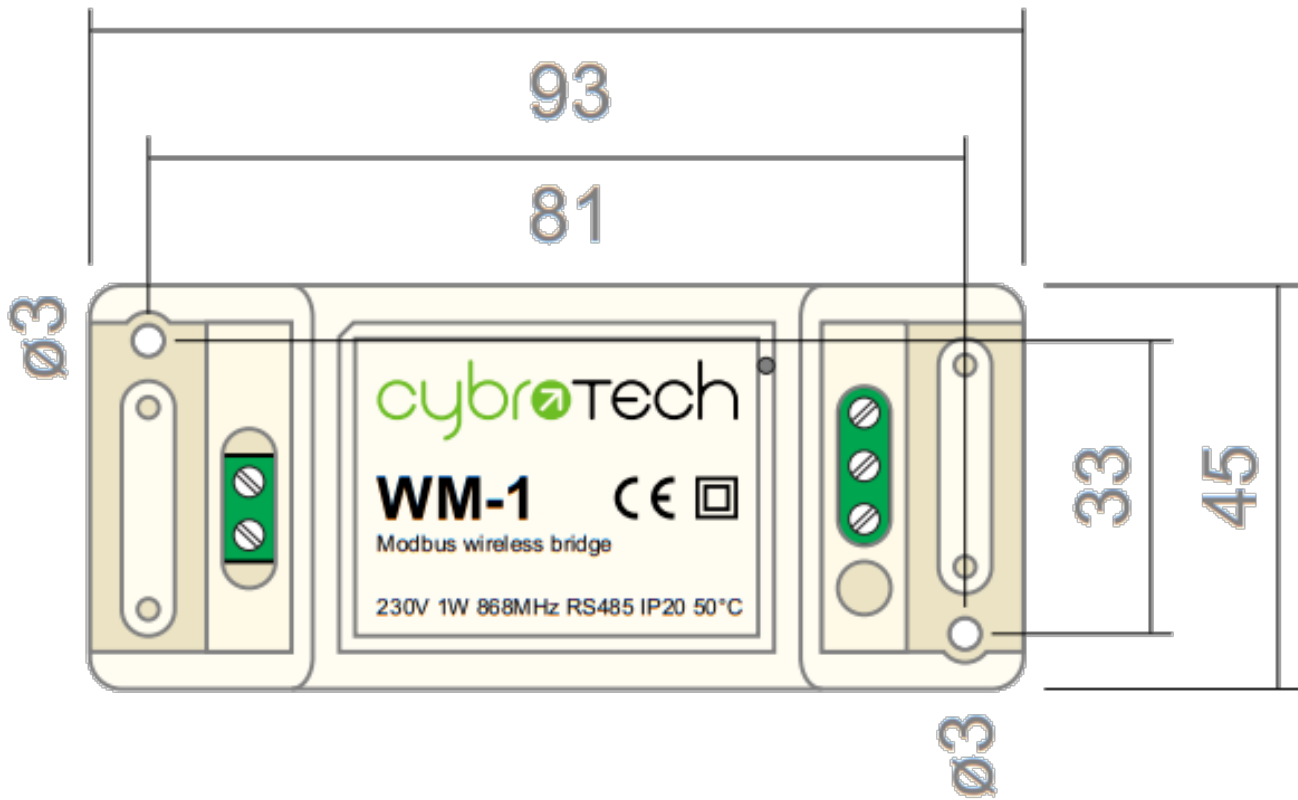 93
81
ø3
cybrotech
WM-1 CE
Modbus wireless bridge
230V 1W 868MHz RS485 IP20 50°C
33
45
ø3